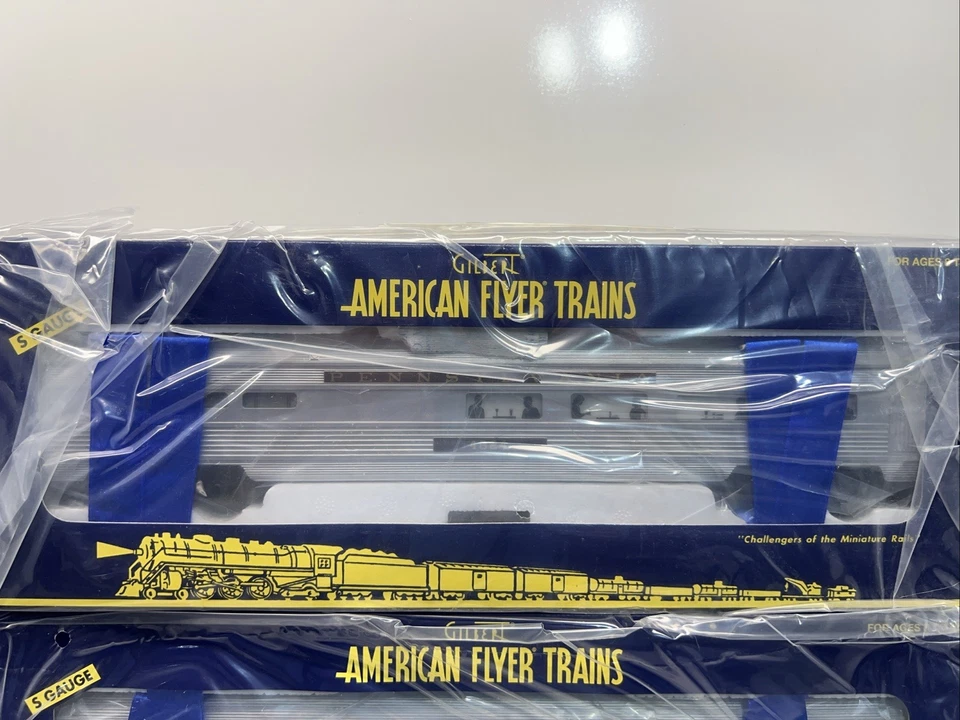 GILBERT
AMERICAN FLYER® TRAINS
FOR AGES 8
S GAUGE
"Challengers of the Miniature Rails
GILBERT
AMERICAN FLYER® TRAINS
FOR AGES
S GAUGE